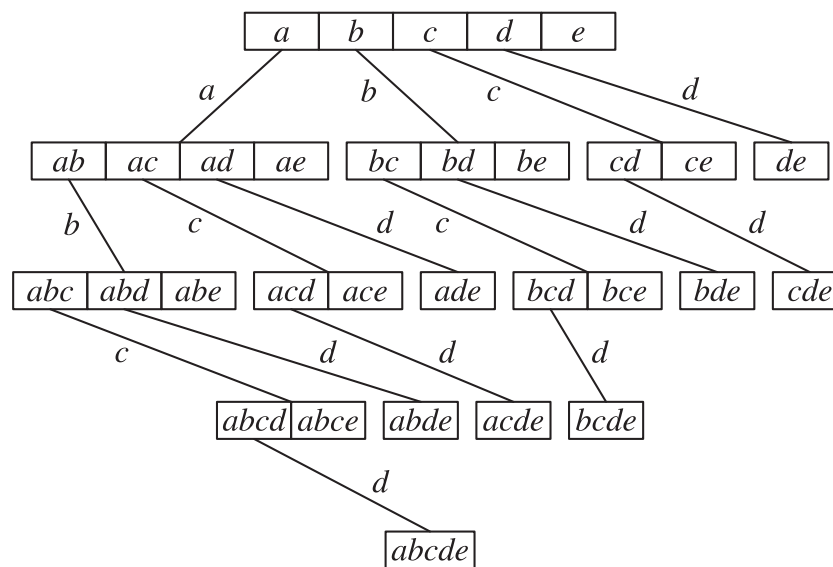 a b c d e
a b c d
ab ac ad ae bc bd be cd ce de
b c d c d d
abc abd abe acd ace ade bcd bce bde cde
c d d d
abcd abce abde acde bcde
d
abcde